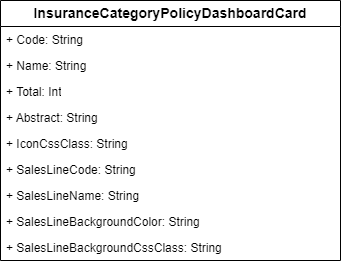 InsuranceCategoryPolicyDashboardCard
+ Code: String
+ Name: String
+ Total: Int
+ Abstract: String
+ IconCssClass: String
+ SalesLineCode: String
+ SalesLineName: String
+ SalesLineBackgroundColor: String
+ SalesLineBackgroundCssClass: String